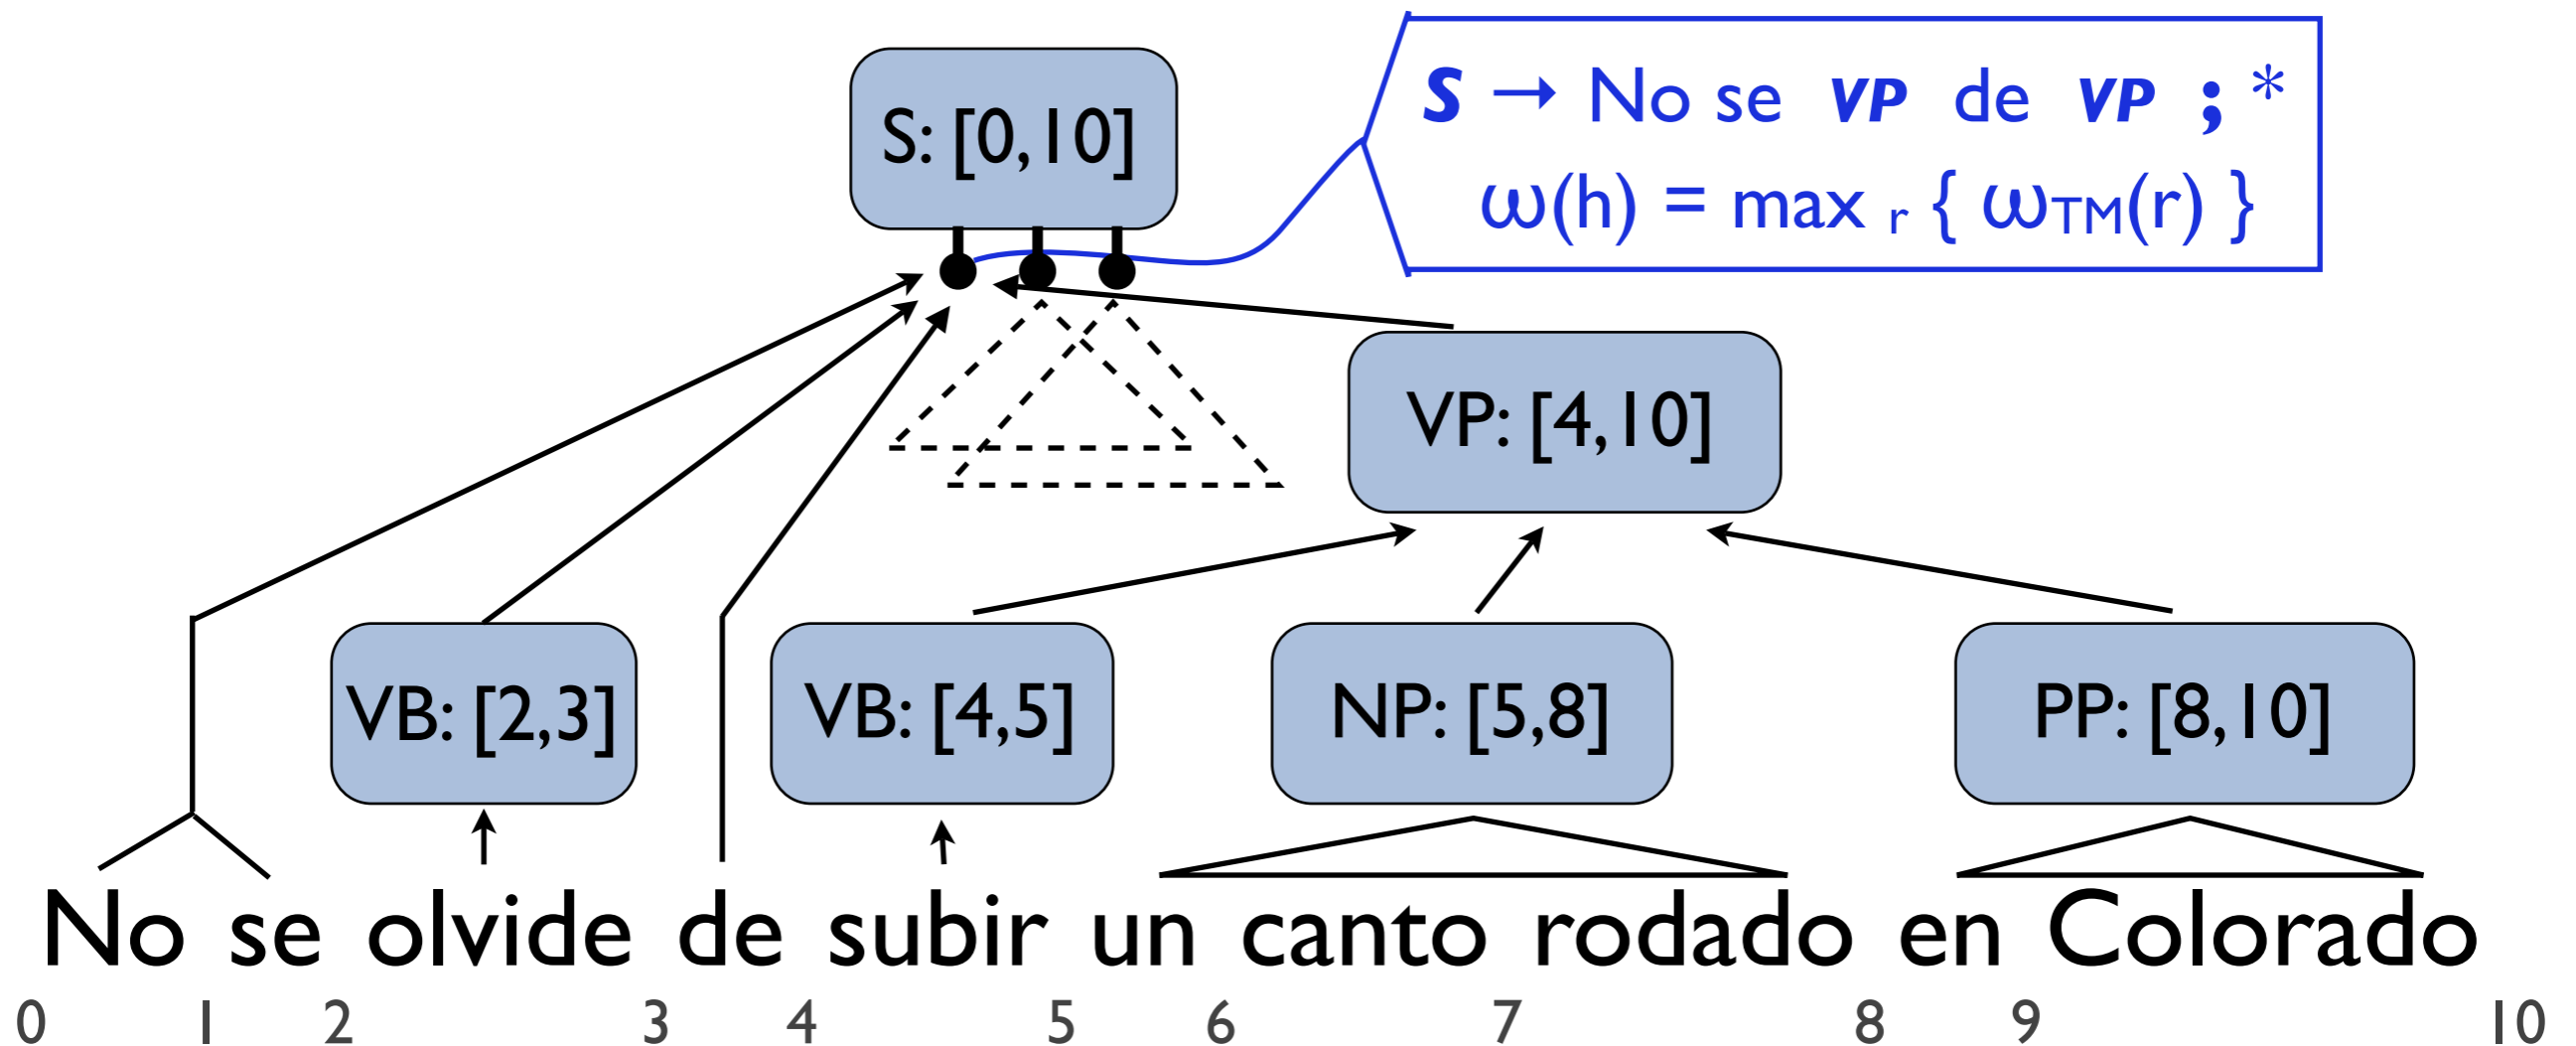 S → No se VP de VP ; *
ω(h) = max r { ωTM(r) }
S: [0,10]
VP: [4,10]
VB: [2,3]
VB: [4,5]
NP: [5,8]
PP: [8,10]
No se olvide de subir un canto rodado en Colorado
0 1 2 3 4 5 6 7 8 9 10